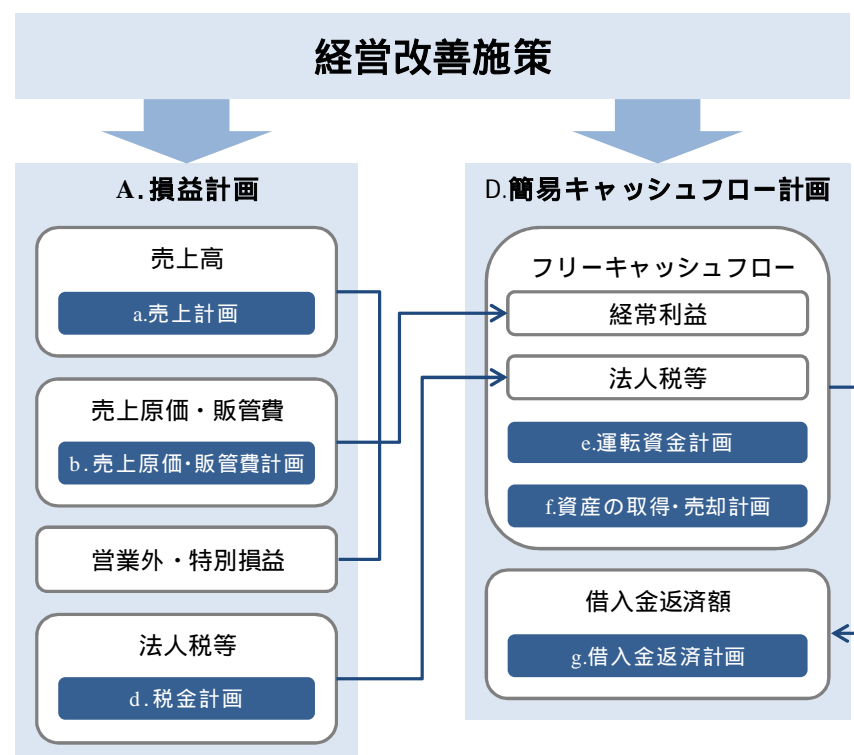 経営改善施策
A.損益計画
売上高
a.売上計画
売上原価・販管費
b.売上原価・販管費計画
営業外・特別損益
法人税等
d.税金計画
D.簡易キャッシュフロー計画
フリーキャッシュフロー
経常利益
法人税等
e.運転資金計画
f.資産の取得・売却計画
借入金返済額
g.借入金返済計画